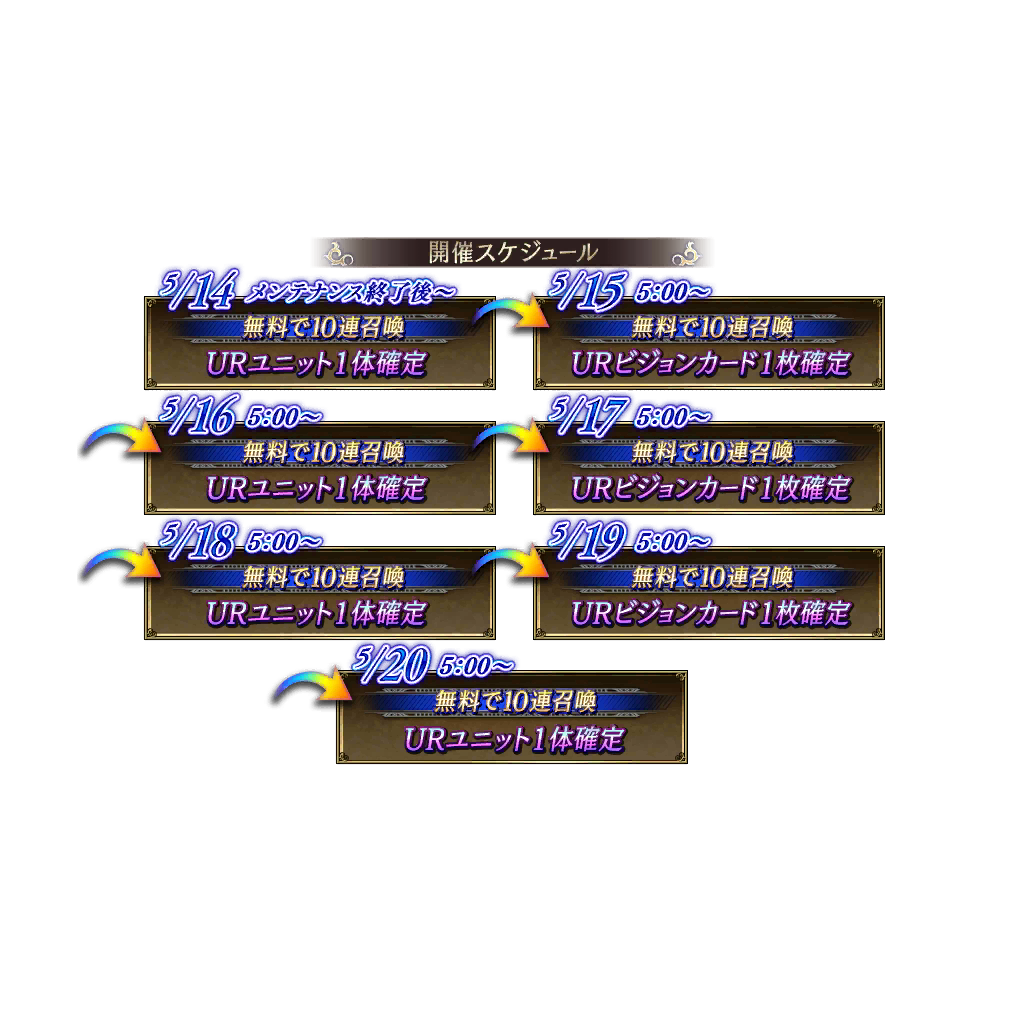 開催スケジュール
5/14 メンテナンス終了後～
無料で10連召喚
URユニット1体確定
5/15 5:00～
無料で10連召喚
URビジョンカード1枚確定
5/16 5:00～
無料で10連召喚
URユニット1体確定
5/17 5:00～
無料で10連召喚
URビジョンカード1枚確定
5/18 5:00～
無料で10連召喚
URユニット1体確定
5/19 5:00～
無料で10連召喚
URビジョンカード1枚確定
5/20 5:00～
無料で10連召喚
URユニット1体確定